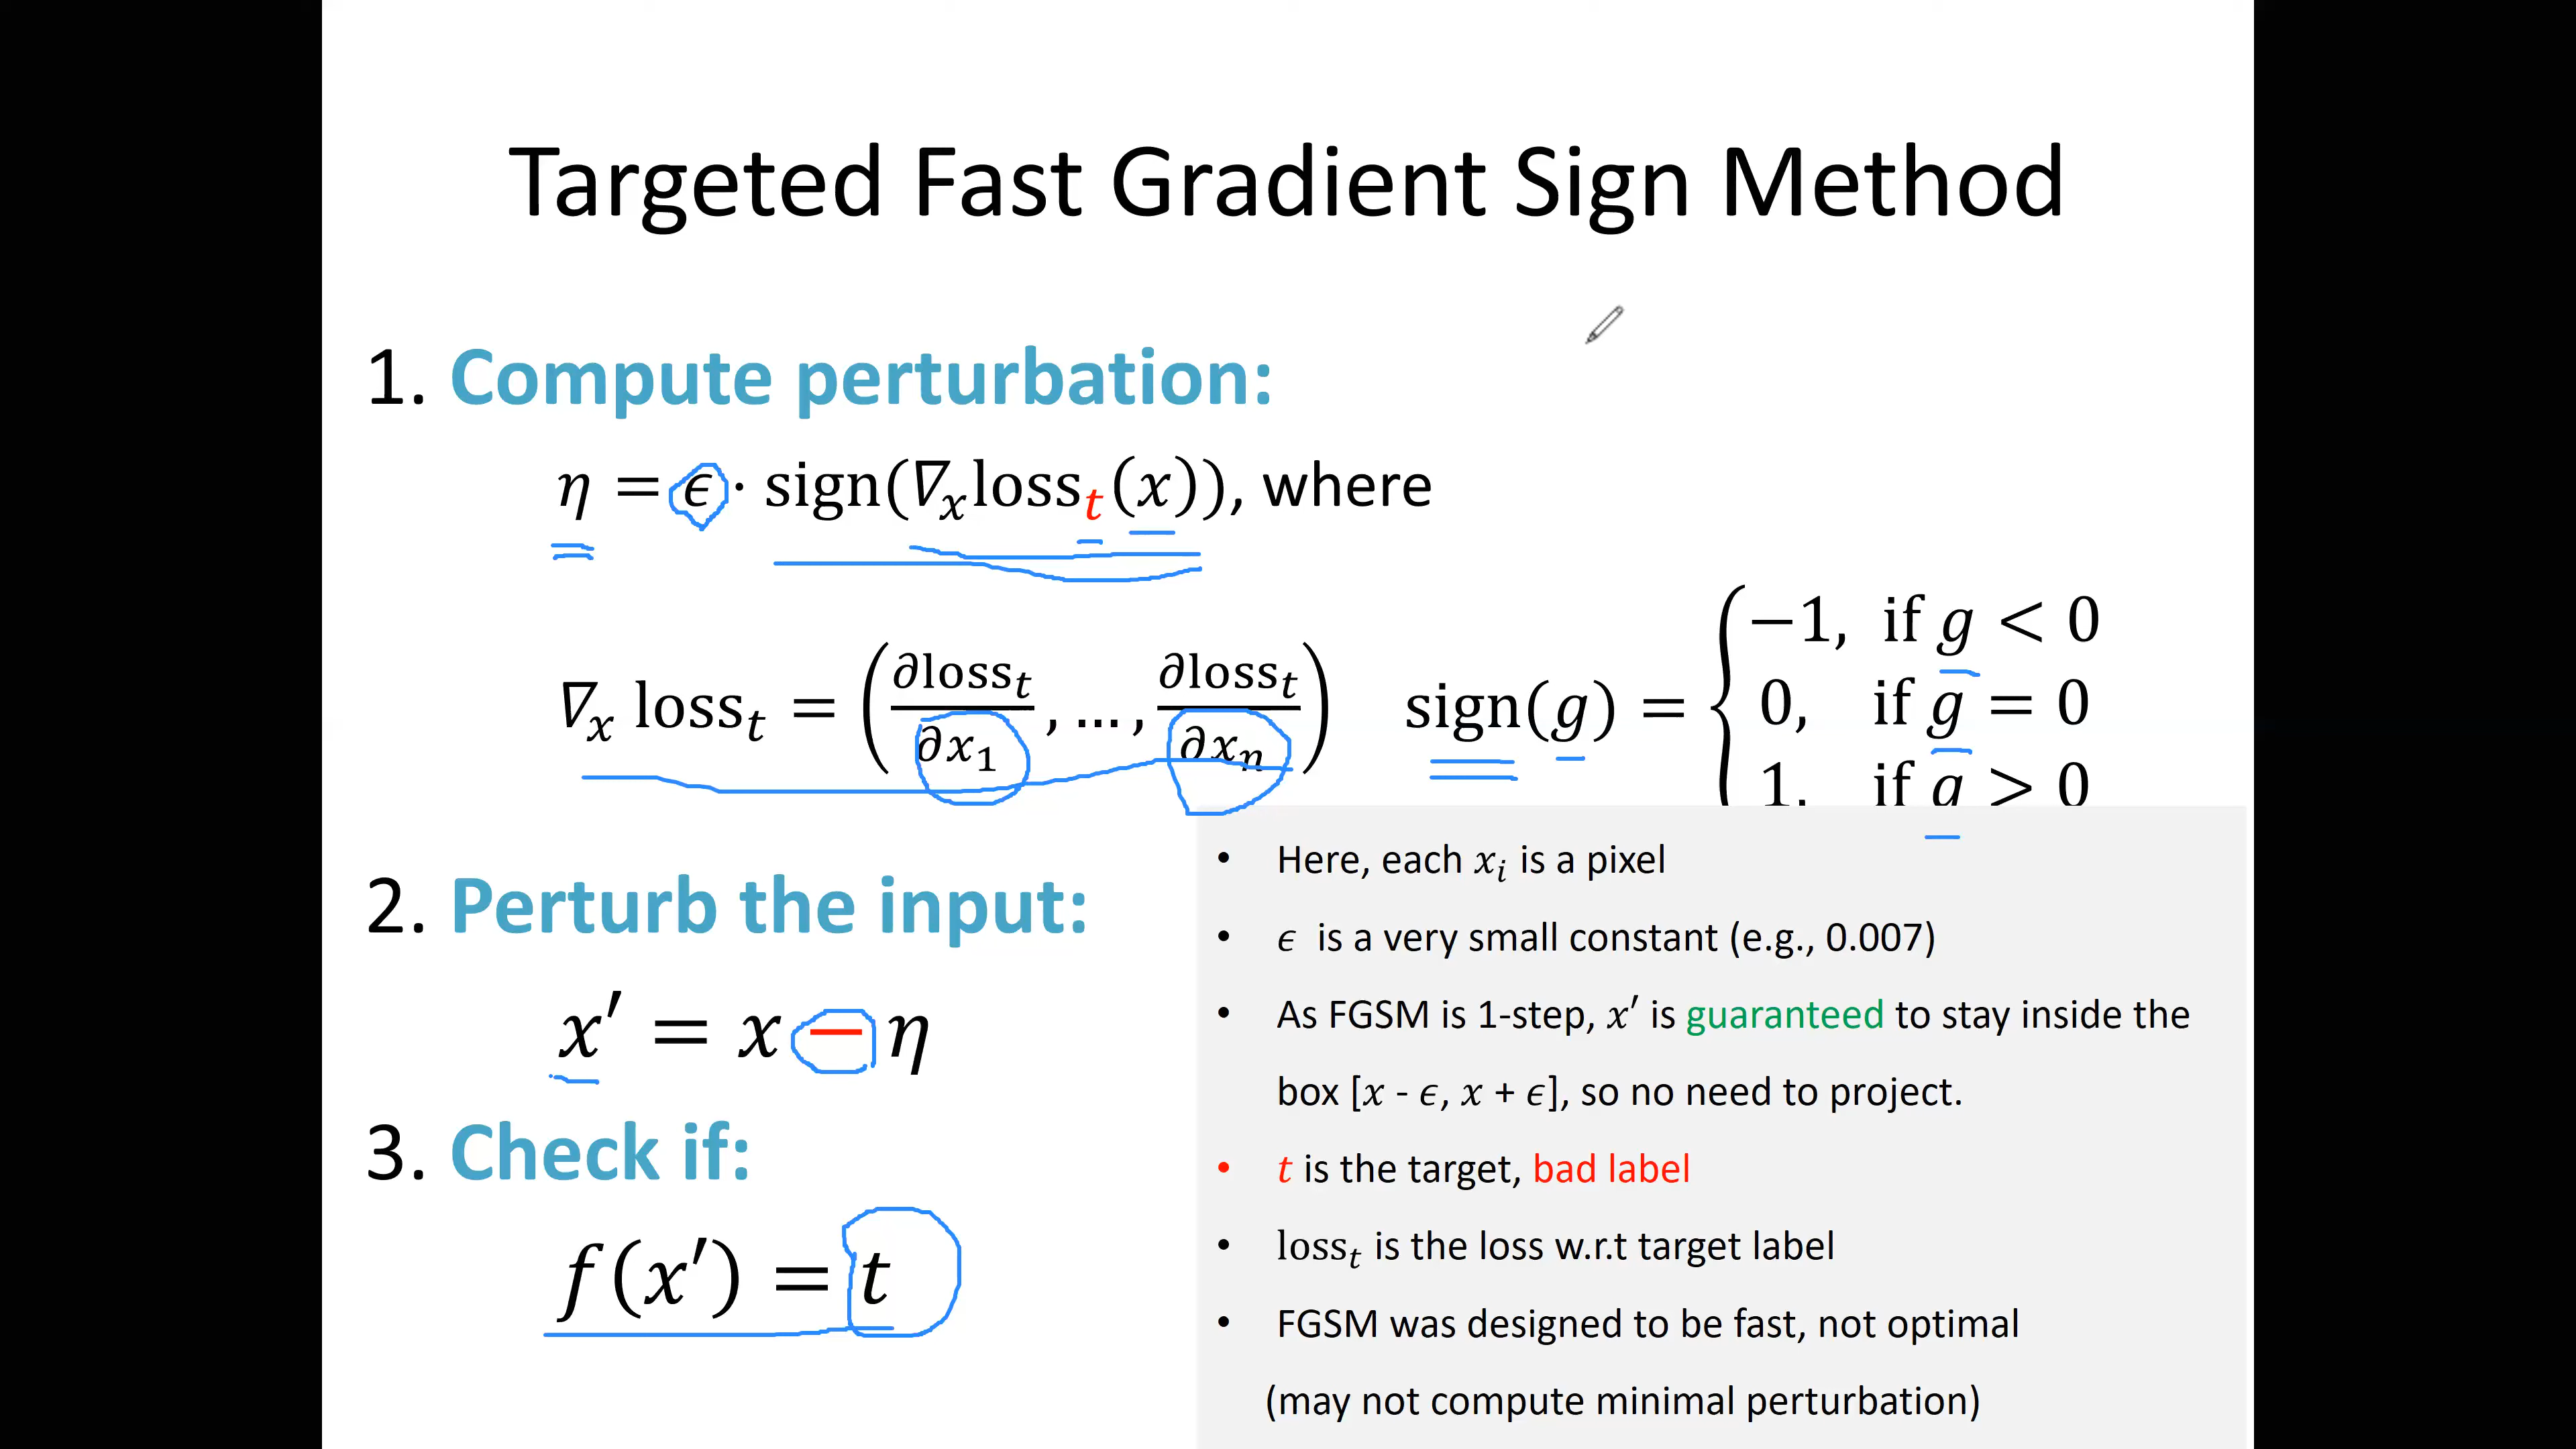 Targeted Fast Gradient Sign Method
1. Compute perturbation:
η = ϵ · sign(∇ₓlossₜ(x)), where
∇ₓ lossₜ = (∂lossₜ/∂x₁, …, ∂lossₜ/∂xₙ) sign(g) = { −1, if g < 0
0, if g = 0
1, if g > 0
2. Perturb the input:
x′ = x − η
3. Check if:
f(x′) = t
• Here, each xᵢ is a pixel
• ϵ is a very small constant (e.g., 0.007)
• As FGSM is 1-step, x′ is guaranteed to stay inside the
box [x - ϵ, x + ϵ], so no need to project.
• t is the target, bad label
• lossₜ is the loss w.r.t target label
• FGSM was designed to be fast, not optimal
(may not compute minimal perturbation)